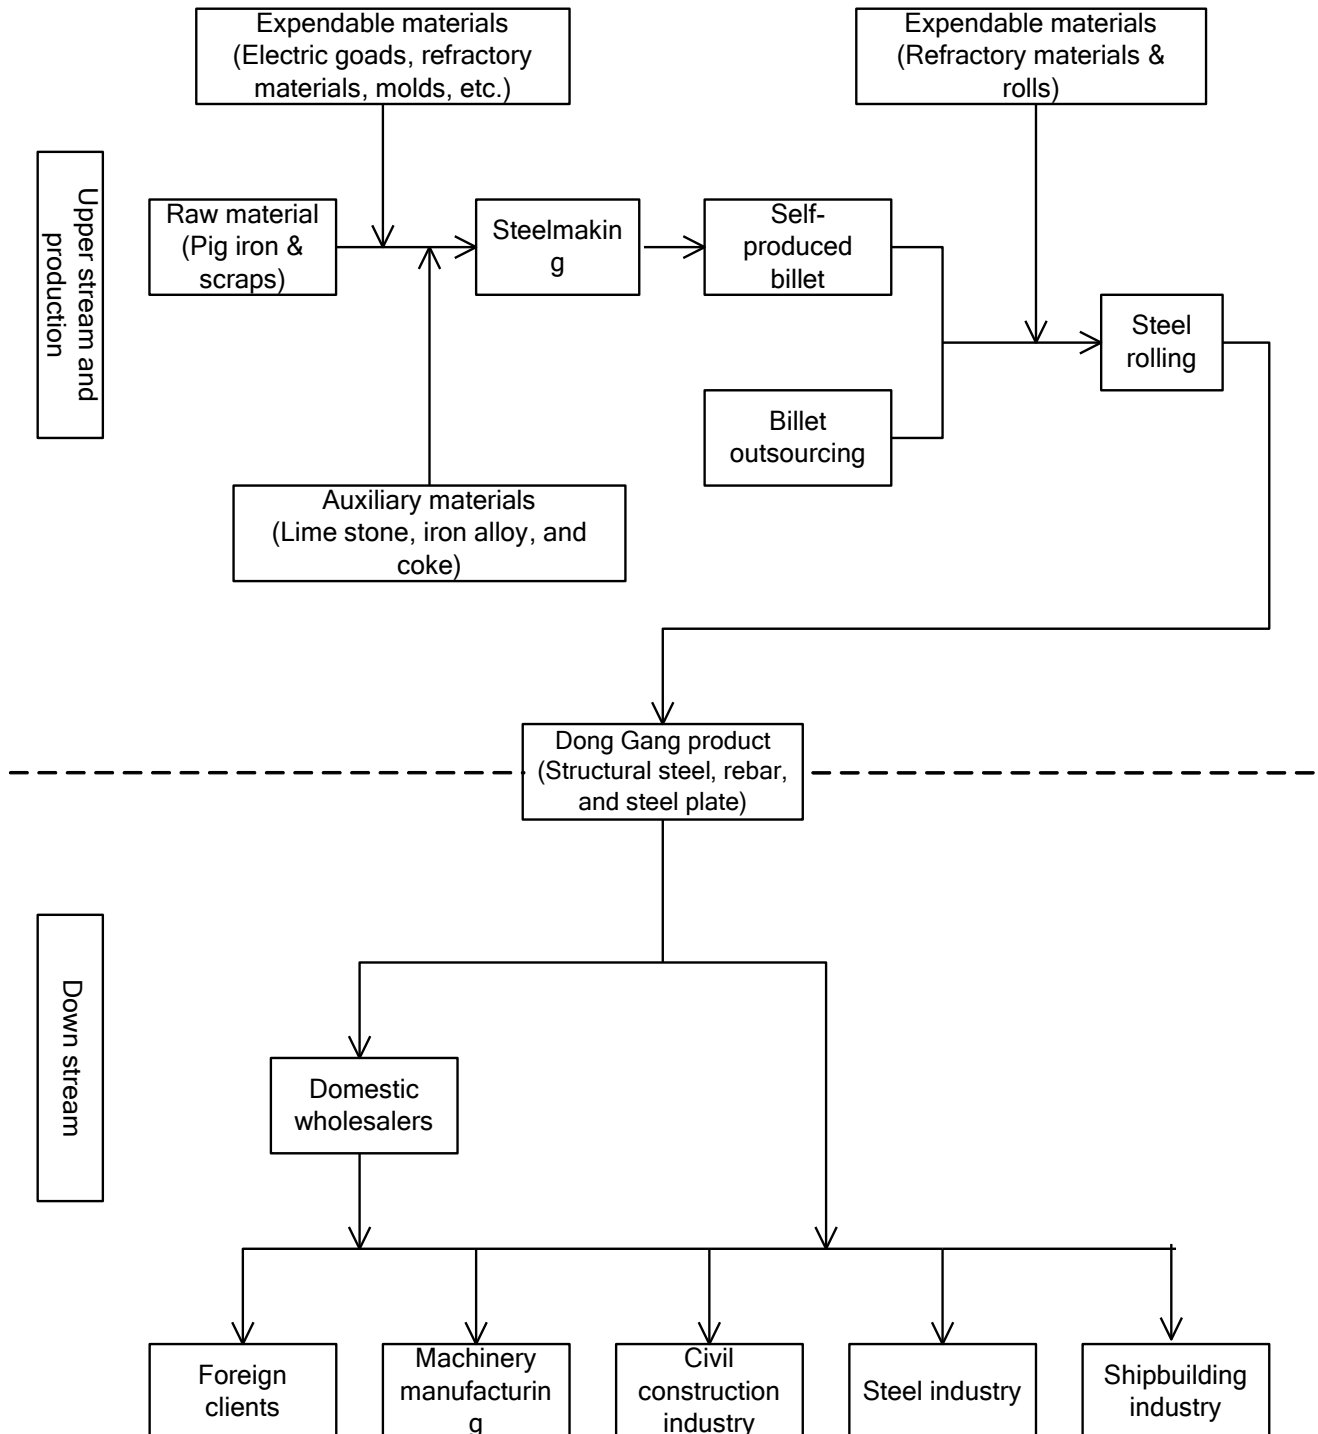 Expendable materials
(Electric goads, refractory
materials, molds, etc.)
Expendable materials
(Refractory materials &
rolls)
Upper stream and
production
Raw material
(Pig iron &
scraps)
Steelmakin
g
Self-
produced
billet
Steel
rolling
Billet
outsourcing
Auxiliary materials
(Lime stone, iron alloy, and
coke)
Dong Gang product
(Structural steel, rebar,
and steel plate)
Down stream
Domestic
wholesalers
Foreign
clients
Machinery
manufacturin
g
Civil
construction
industry
Steel industry
Shipbuilding
industry